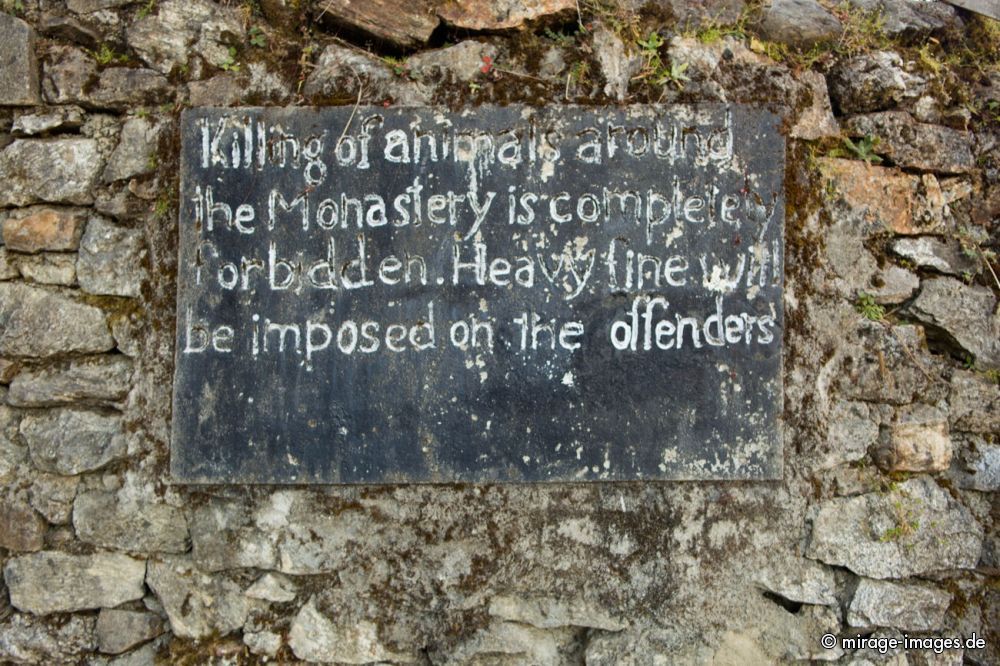 Killing of animals around
the Monastery is completely
forbidden. Heavy fine will
be imposed on the offenders
© mirage-images.de